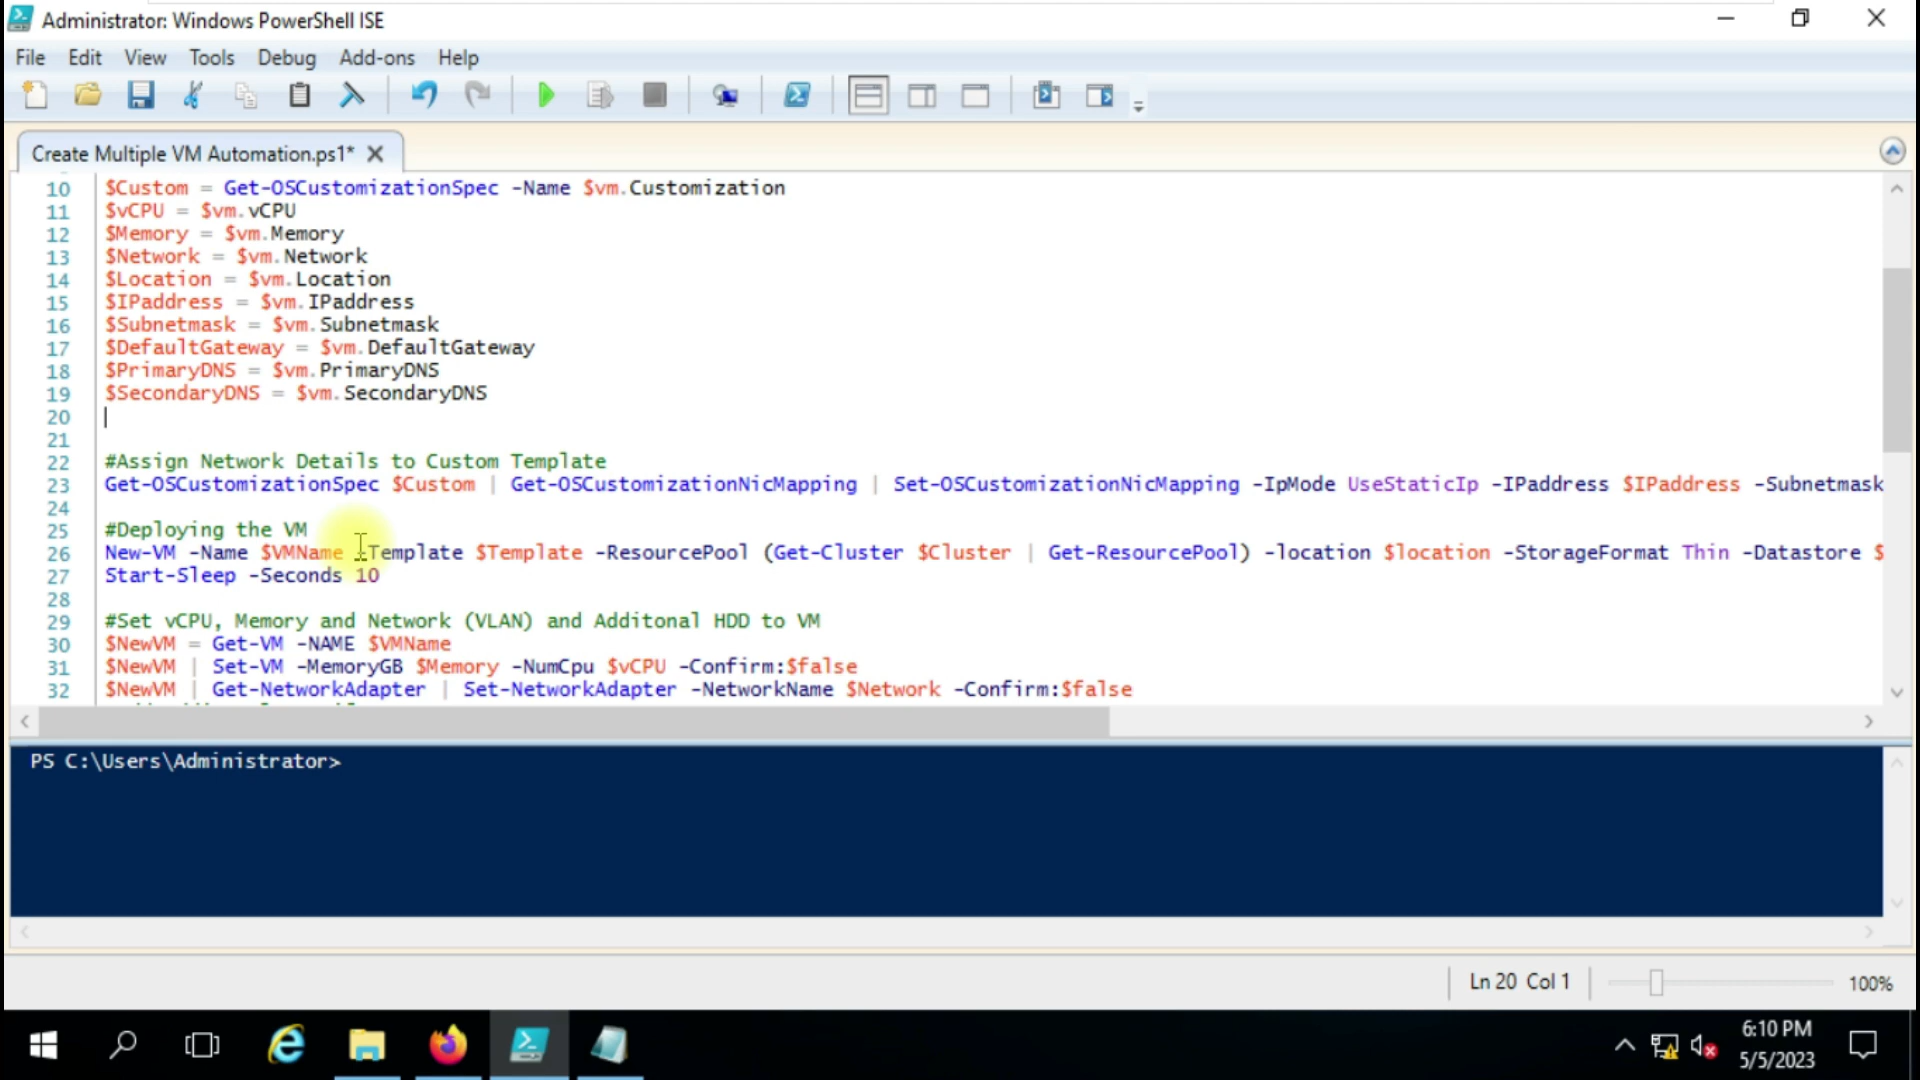 Administrator: Windows PowerShell ISE
File Edit View Tools Debug Add-ons Help
Create Multiple VM Automation.ps1* X
10 $Custom = Get-OSCustomizationSpec -Name $vm.Customization
11 $vCPU = $vm.vCPU
12 $Memory = $vm.Memory
13 $Network = $vm.Network
14 $Location = $vm.Location
15 $IPaddress = $vm.IPaddress
16 $Subnetmask = $vm.Subnetmask
17 $DefaultGateway = $vm.DefaultGateway
18 $PrimaryDNS = $vm.PrimaryDNS
19 $SecondaryDNS = $vm.SecondaryDNS
20
21
22 #Assign Network Details to Custom Template
23 Get-OSCustomizationSpec $Custom | Get-OSCustomizationNicMapping | Set-OSCustomizationNicMapping -IpMode UseStaticIp -IPaddress $IPaddress -Subnetmask
24
25 #Deploying the VM
26 New-VM -Name $VMName -Template $Template -ResourcePool (Get-Cluster $Cluster | Get-ResourcePool) -location $location -StorageFormat Thin -Datastore $
27 Start-Sleep -Seconds 10
28
29 #Set vCPU, Memory and Network (VLAN) and Additonal HDD to VM
30 $NewVM = Get-VM -NAME $VMName
31 $NewVM | Set-VM -MemoryGB $Memory -NumCpu $vCPU -Confirm:$false
32 $NewVM | Get-NetworkAdapter | Set-NetworkAdapter -NetworkName $Network -Confirm:$false
PS C:\Users\Administrator>
Ln 20 Col 1 100%
6:10 PM
5/5/2023